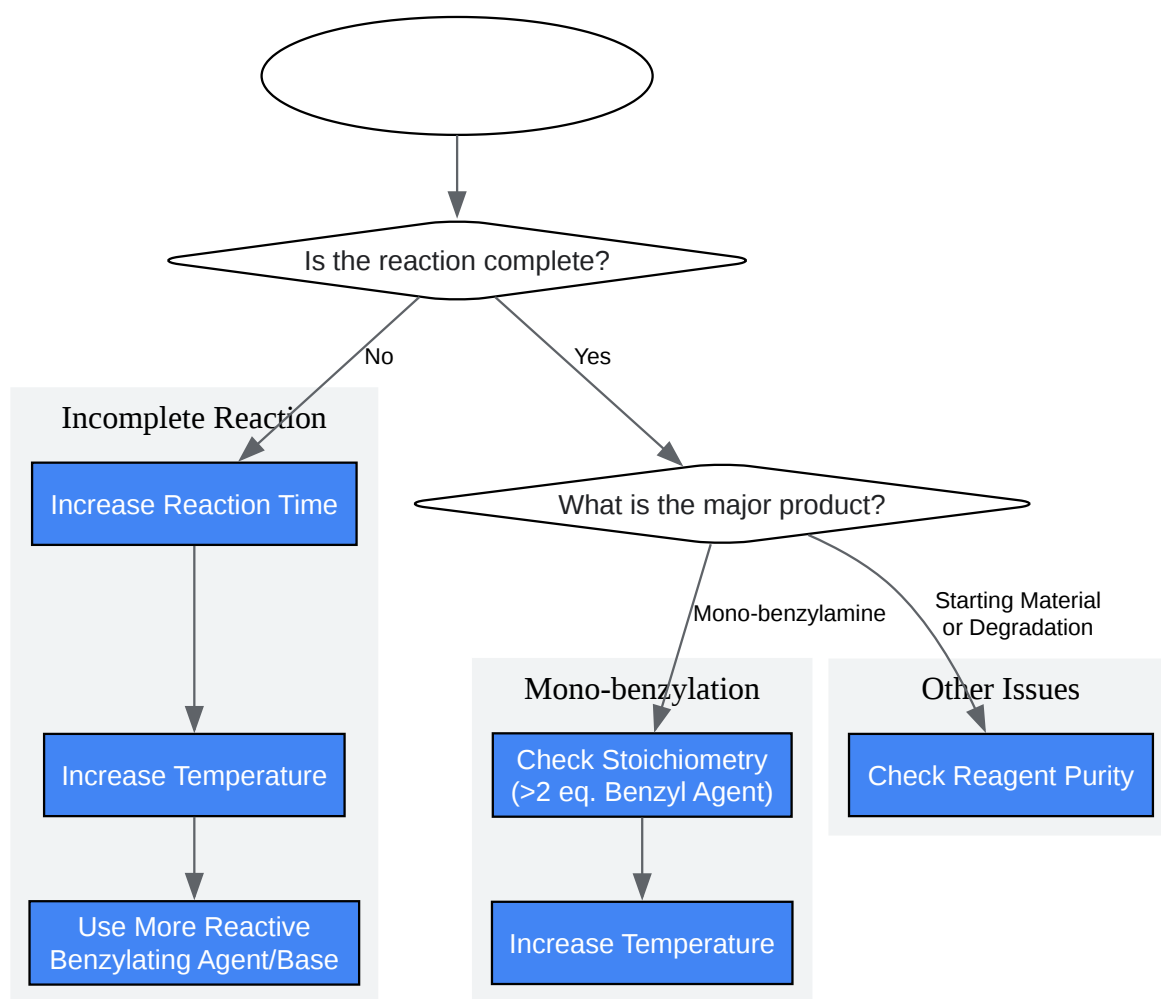 Is the reaction complete?
No
Yes
Incomplete Reaction
Increase Reaction Time
What is the major product?
Mono-benzylamine
Starting Material
or Degradation
Mono-benzylation
Other Issues
Increase Temperature
Check Stoichiometry
(>2 eq. Benzyl Agent)
Check Reagent Purity
Use More Reactive
Benzylating Agent/Base
Increase Temperature